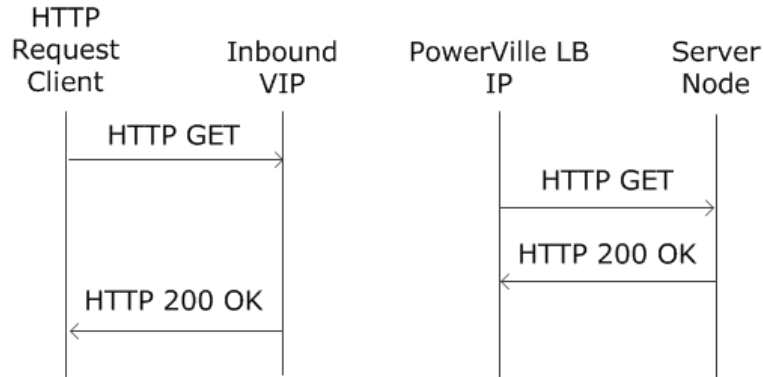 HTTP
Request
Client
Inbound
VIP
PowerVille LB
IP
Server
Node
HTTP GET
HTTP GET
HTTP 200 OK
HTTP 200 OK